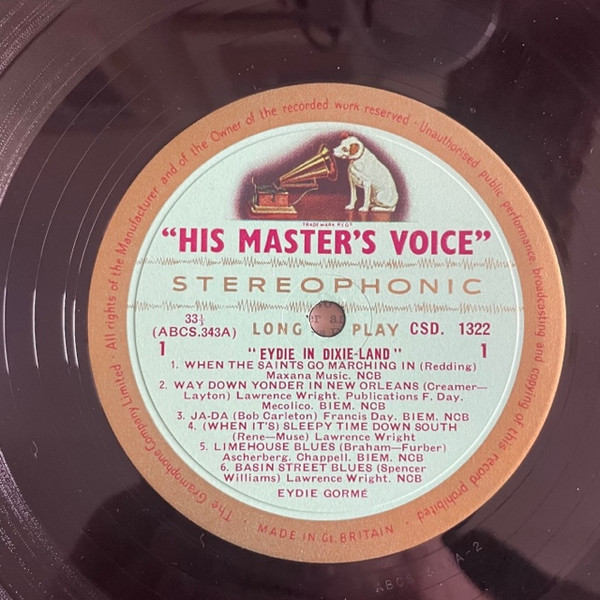 The Gramophone Company Limited · All rights of the Manufacturer and of the Owner of the recorded work reserved · Unauthorised public performance, broadcasting and copying of this record prohibited
TRADE MARK REGD
"HIS MASTER'S VOICE"
STEREOPHONIC
33⅓
(ABCS.343A)
LONG PLAY
CSD. 1322
1
"EYDIE IN DIXIE-LAND"
1
1. WHEN THE SAINTS GO MARCHING IN (Redding)
Maxana Music. NCB
2. WAY DOWN YONDER IN NEW ORLEANS (Creamer—
Layton) Lawrence Wright. Publications F. Day.
Mecolico. BIEM. NCB
3. JA-DA (Bob Carleton) Francis Day. BIEM. NCB
4. (WHEN IT'S) SLEEPY TIME DOWN SOUTH
(Rene—Muse) Lawrence Wright
5. LIMEHOUSE BLUES (Braham—Furber)
Ascherberg. Chappell. BIEM. NCB
6. BASIN STREET BLUES (Spencer
Williams) Lawrence Wright. NCB
EYDIE GORMÉ
· MADE IN Gt. BRITAIN ·